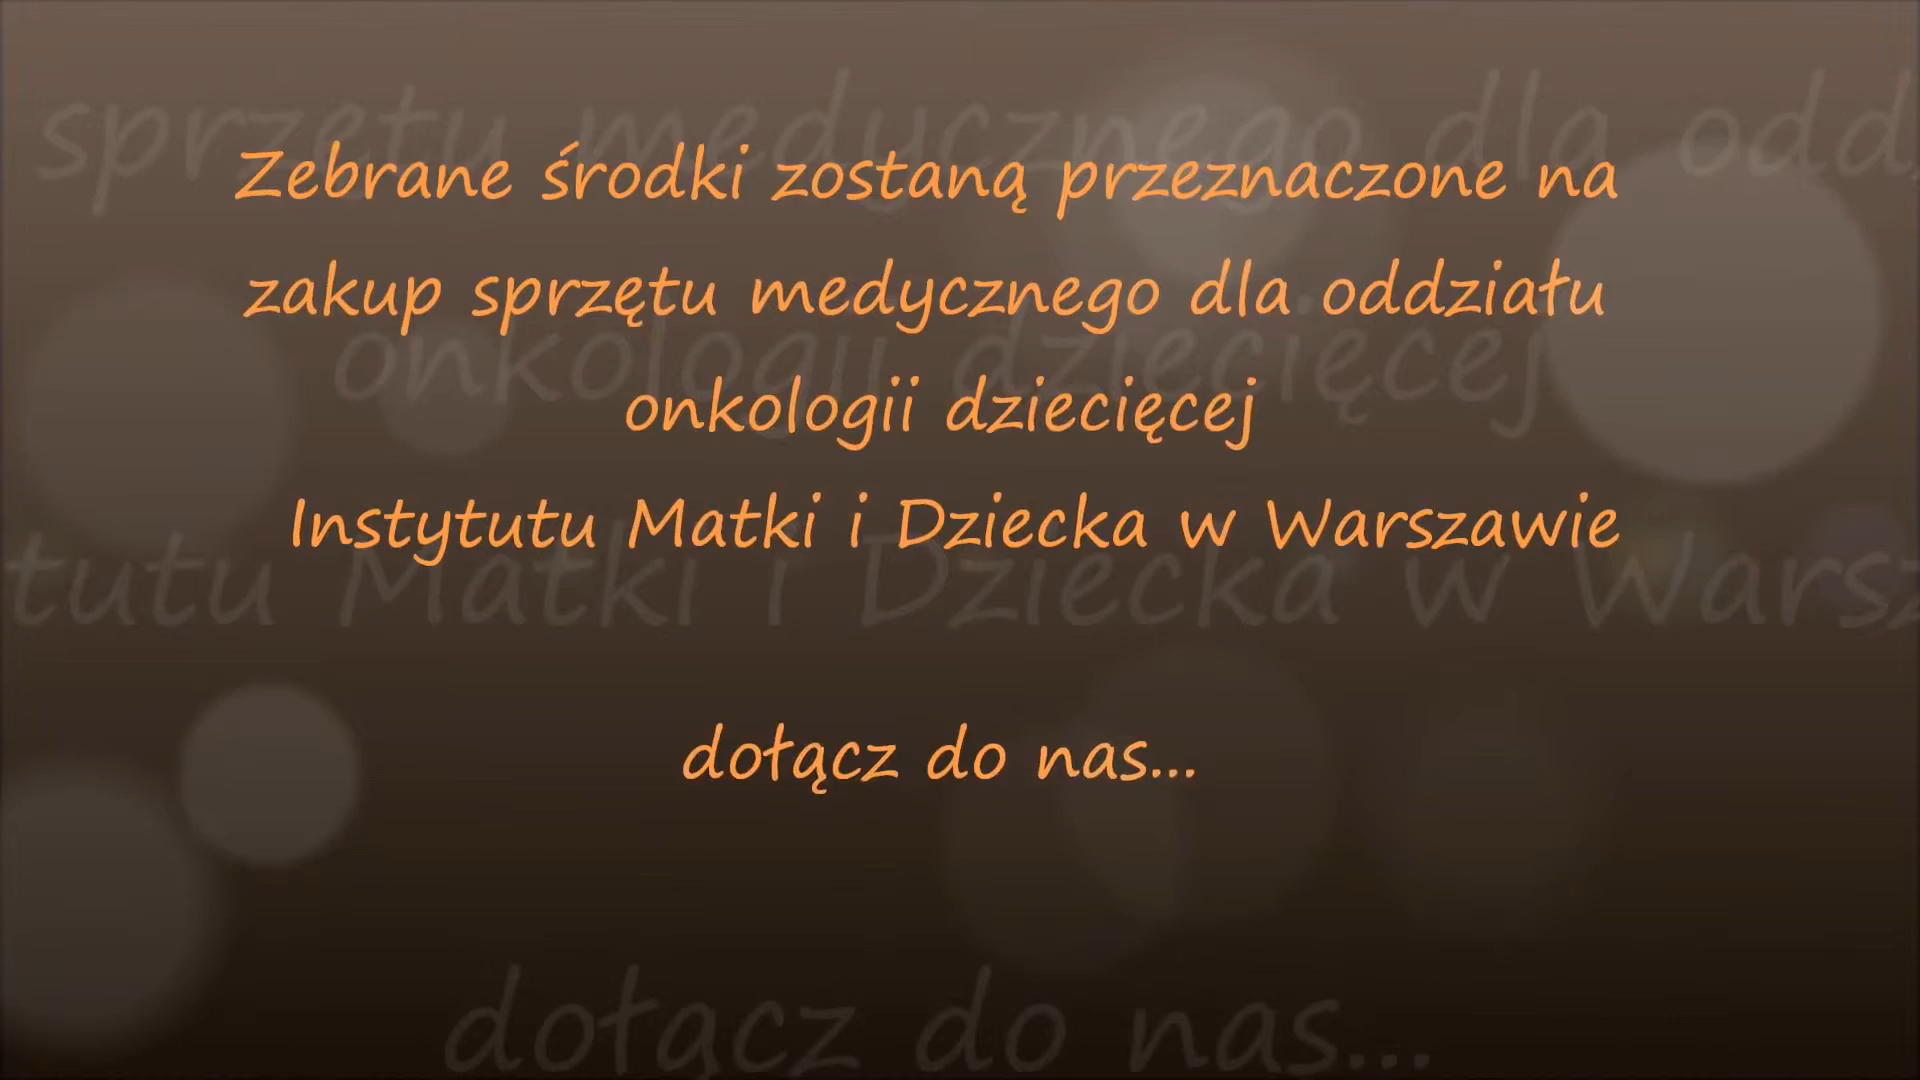 Zebrane środki zostaną przeznaczone na
zakup sprzętu medycznego dla oddziału
onkologii dziecięcej
Instytutu Matki i Dziecka w Warszawie
dołącz do nas...